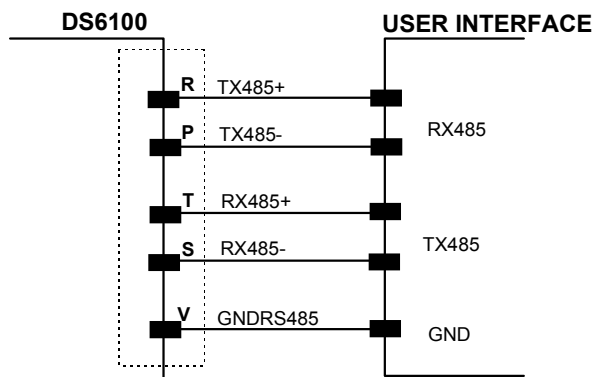 DS6100
USER INTERFACE
R TX485+
RX485
P TX485-
T RX485+
TX485
S RX485-
V GNDRS485
GND